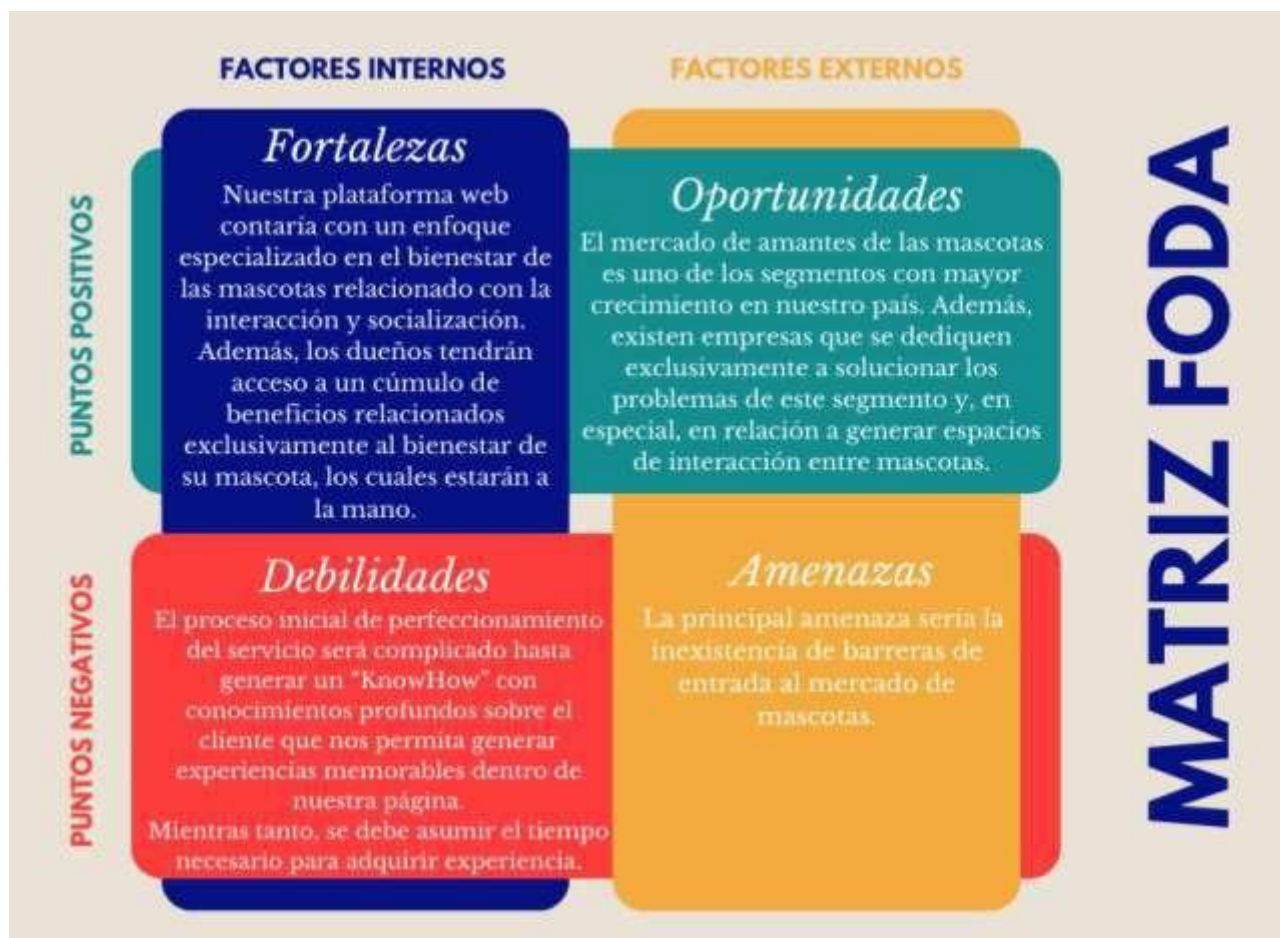 FACTORES INTERNOS
FACTORES EXTERNOS
PUNTOS POSITIVOS
Fortalezas
Nuestra plataforma web
contaría con un enfoque
especializado en el bienestar de
las mascotas relacionado con la
interacción y socialización.
Además, los dueños tendrán
acceso a un cúmulo de
beneficios relacionados
exclusivamente al bienestar de
su mascota, los cuales estarán a
la mano.
Oportunidades
El mercado de amantes de las mascotas
es uno de los segmentos con mayor
crecimiento en nuestro país. Además,
existen empresas que se dediquen
exclusivamente a solucionar los
problemas de este segmento y, en
especial, en relación a generar espacios
de interacción entre mascotas.
PUNTOS NEGATIVOS
Debilidades
El proceso inicial de perfeccionamiento
del servicio será complicado hasta
generar un "KnowHow" con
conocimientos profundos sobre el
cliente que nos permita generar
experiencias memorables dentro de
nuestra página.
Mientras tanto, se debe asumir el tiempo
necesario para adquirir experiencia.
Amenazas
La principal amenaza sería la
inexistencia de barreras de
entrada al mercado de
mascotas.
MATRIZ FODA